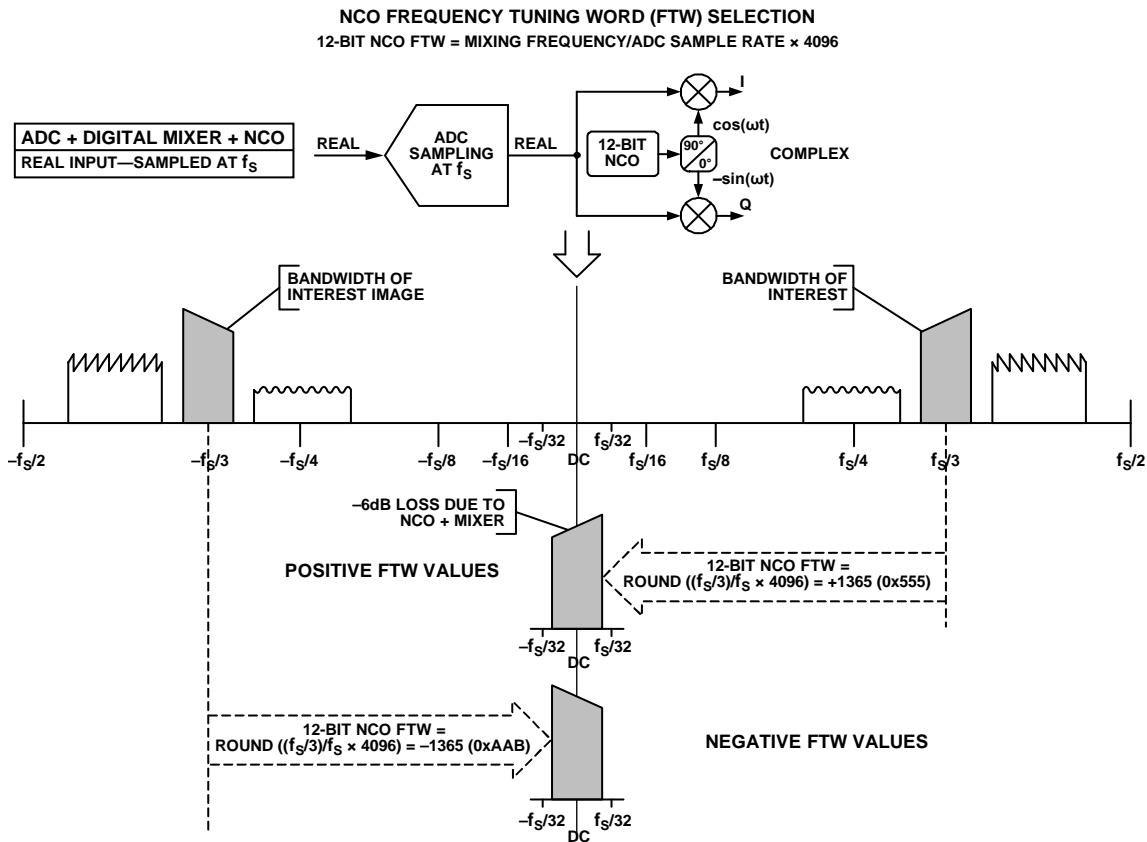 NCO FREQUENCY TUNING WORD (FTW) SELECTION
12-BIT NCO FTW = MIXING FREQUENCY/ADC SAMPLE RATE × 4096
ADC + DIGITAL MIXER + NCO
REAL INPUT—SAMPLED AT fS
REAL
ADC
SAMPLING
AT fS
REAL
12-BIT
NCO
90°
0°
cos(ωt)
–sin(ωt)
I
Q
COMPLEX
BANDWIDTH OF
INTEREST IMAGE
BANDWIDTH OF
INTEREST
–fS/2
–fS/3
–fS/4
–fS/8
–fS/16
–fS/32
DC
fS/32
fS/16
fS/8
fS/4
fS/3
fS/2
–6dB LOSS DUE TO
NCO + MIXER
POSITIVE FTW VALUES
12-BIT NCO FTW =
ROUND ((fS/3)/fS × 4096) = +1365 (0x555)
–fS/32
DC
fS/32
12-BIT NCO FTW =
ROUND ((fS/3)/fS × 4096) = –1365 (0xAAB)
NEGATIVE FTW VALUES
–fS/32
DC
fS/32